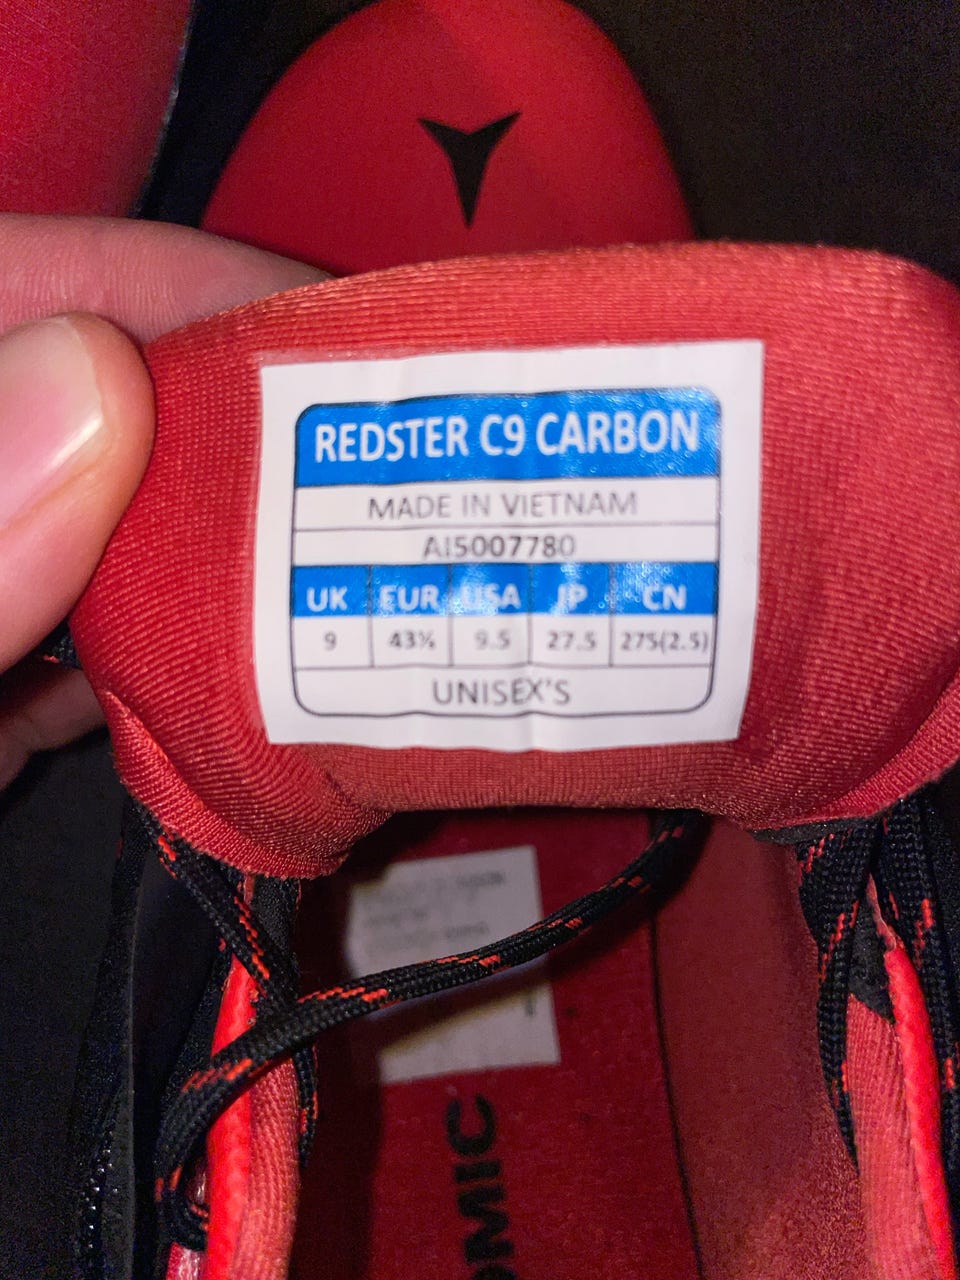 REDSTER C9 CARBON
MADE IN VIETNAM
AI5007780
UK EUR USA JP CN
9 43⅓ 9.5 27.5 275(2.5)
UNISEX'S
OMIC